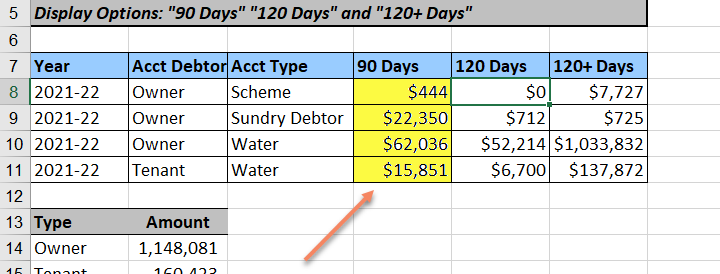 5 Display Options: "90 Days" "120 Days" and "120+ Days"
6
7 Year Acct Debtor Acct Type 90 Days 120 Days 120+ Days
8 2021-22 Owner Scheme $444 $0 $7,727
9 2021-22 Owner Sundry Debtor $22,350 $712 $725
10 2021-22 Owner Water $62,036 $52,214 $1,033,832
11 2021-22 Tenant Water $15,851 $6,700 $137,872
12
13 Type Amount
14 Owner 1,148,081
15 Tenant 160,423